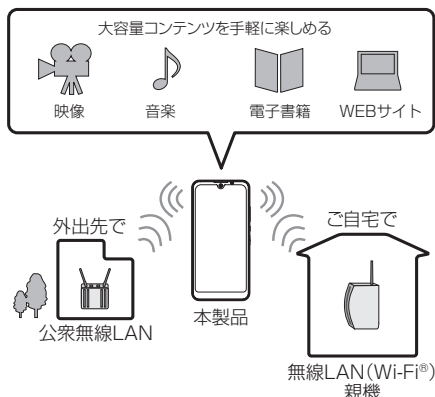 大容量コンテンツを手軽に楽しめる
映像
音楽
電子書籍
WEBサイト
外出先で
公衆無線LAN
本製品
ご自宅で
無線LAN(Wi-Fi®)
親機